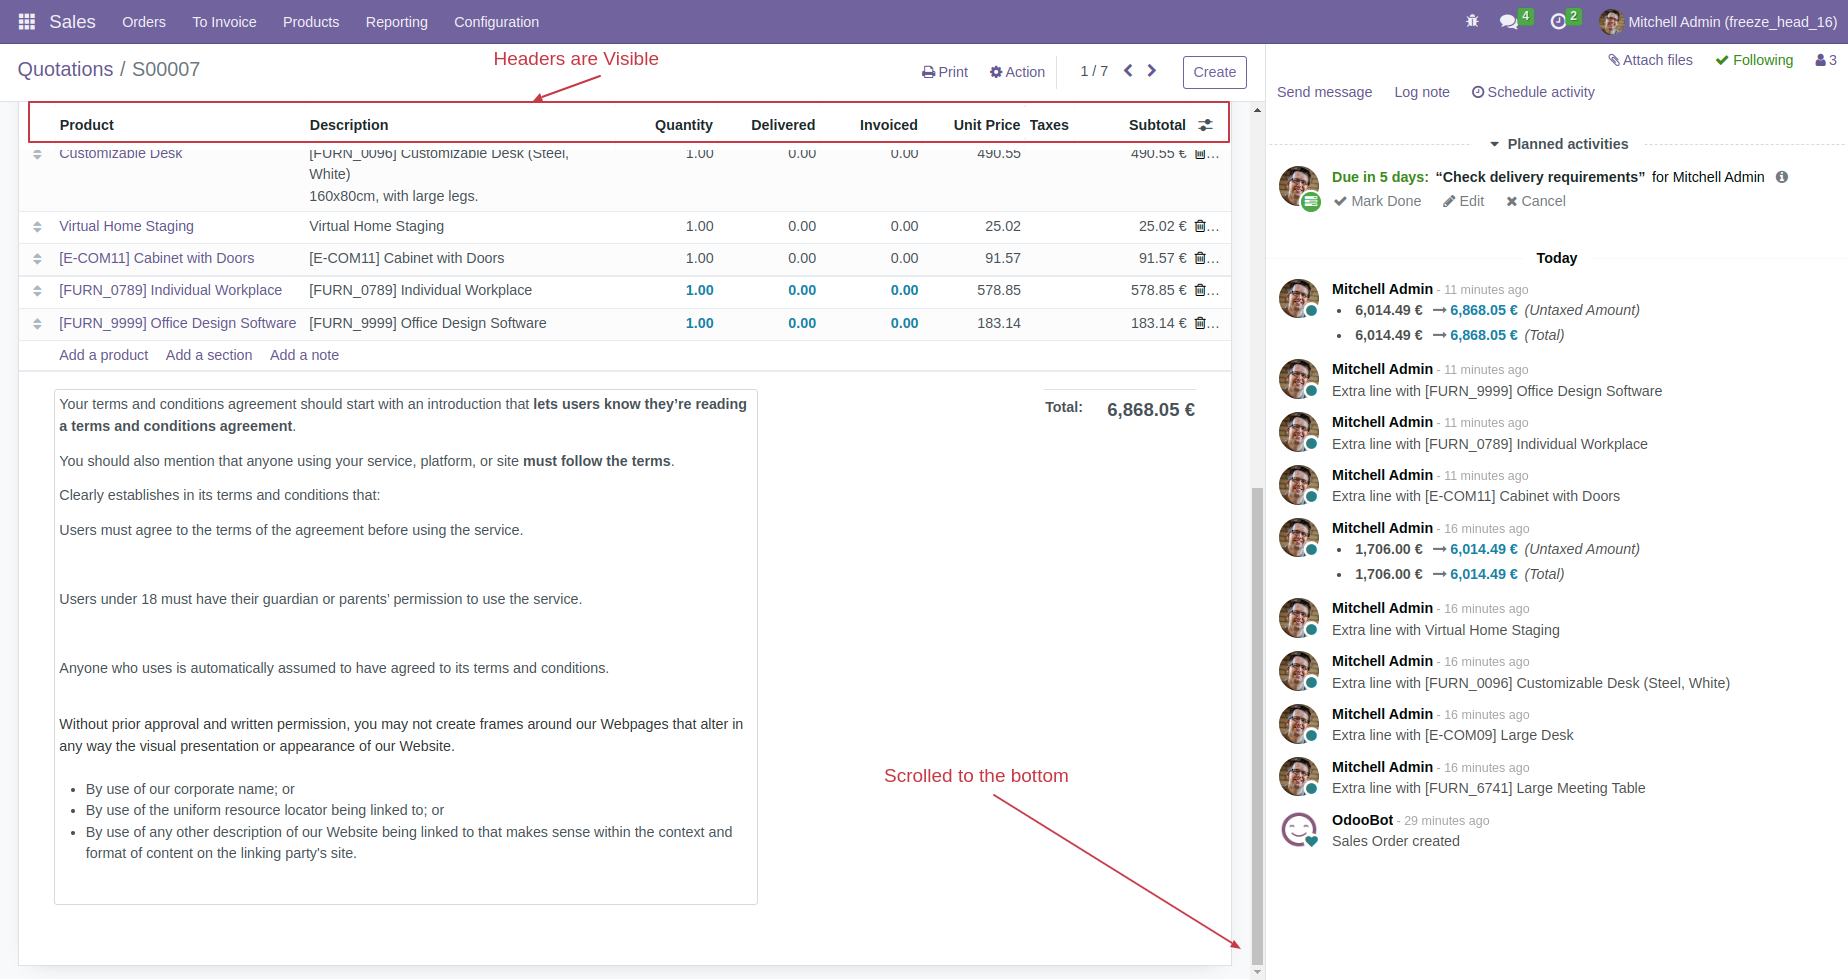 Sales Orders To Invoice Products Reporting Configuration 4 2 Mitchell Admin (freeze_head_16)
Headers are Visible
Quotations / S00007 Print Action 1 / 7 Create
Product Description Quantity Delivered Invoiced Unit Price Taxes Subtotal
Customizable Desk [FURN_0096] Customizable Desk (Steel, 1.00 0.00 0.00 490.55 490.55 € ...
White)
160x80cm, with large legs.
Virtual Home Staging Virtual Home Staging 1.00 0.00 0.00 25.02 25.02 € ...
[E-COM11] Cabinet with Doors [E-COM11] Cabinet with Doors 1.00 0.00 0.00 91.57 91.57 € ...
[FURN_0789] Individual Workplace [FURN_0789] Individual Workplace 1.00 0.00 0.00 578.85 578.85 € ...
[FURN_9999] Office Design Software [FURN_9999] Office Design Software 1.00 0.00 0.00 183.14 183.14 € ...
Add a product Add a section Add a note
Your terms and conditions agreement should start with an introduction that lets users know they’re reading
a terms and conditions agreement.
You should also mention that anyone using your service, platform, or site must follow the terms.
Clearly establishes in its terms and conditions that:
Users must agree to the terms of the agreement before using the service.
Users under 18 must have their guardian or parents’ permission to use the service.
Anyone who uses is automatically assumed to have agreed to its terms and conditions.
Without prior approval and written permission, you may not create frames around our Webpages that alter in
any way the visual presentation or appearance of our Website.
• By use of our corporate name; or
• By use of the uniform resource locator being linked to; or
• By use of any other description of our Website being linked to that makes sense within the context and
format of content on the linking party's site.
Total: 6,868.05 €
Scrolled to the bottom
Attach files Following 3
Send message Log note Schedule activity
Planned activities
Due in 5 days: “Check delivery requirements” for Mitchell Admin
Mark Done Edit Cancel
Today
Mitchell Admin - 11 minutes ago
• 6,014.49 € → 6,868.05 € (Untaxed Amount)
• 6,014.49 € → 6,868.05 € (Total)
Mitchell Admin - 11 minutes ago
Extra line with [FURN_9999] Office Design Software
Mitchell Admin - 11 minutes ago
Extra line with [FURN_0789] Individual Workplace
Mitchell Admin - 11 minutes ago
Extra line with [E-COM11] Cabinet with Doors
Mitchell Admin - 16 minutes ago
• 1,706.00 € → 6,014.49 € (Untaxed Amount)
• 1,706.00 € → 6,014.49 € (Total)
Mitchell Admin - 16 minutes ago
Extra line with Virtual Home Staging
Mitchell Admin - 16 minutes ago
Extra line with [FURN_0096] Customizable Desk (Steel, White)
Mitchell Admin - 16 minutes ago
Extra line with [E-COM09] Large Desk
Mitchell Admin - 16 minutes ago
Extra line with [FURN_6741] Large Meeting Table
OdooBot - 29 minutes ago
Sales Order created